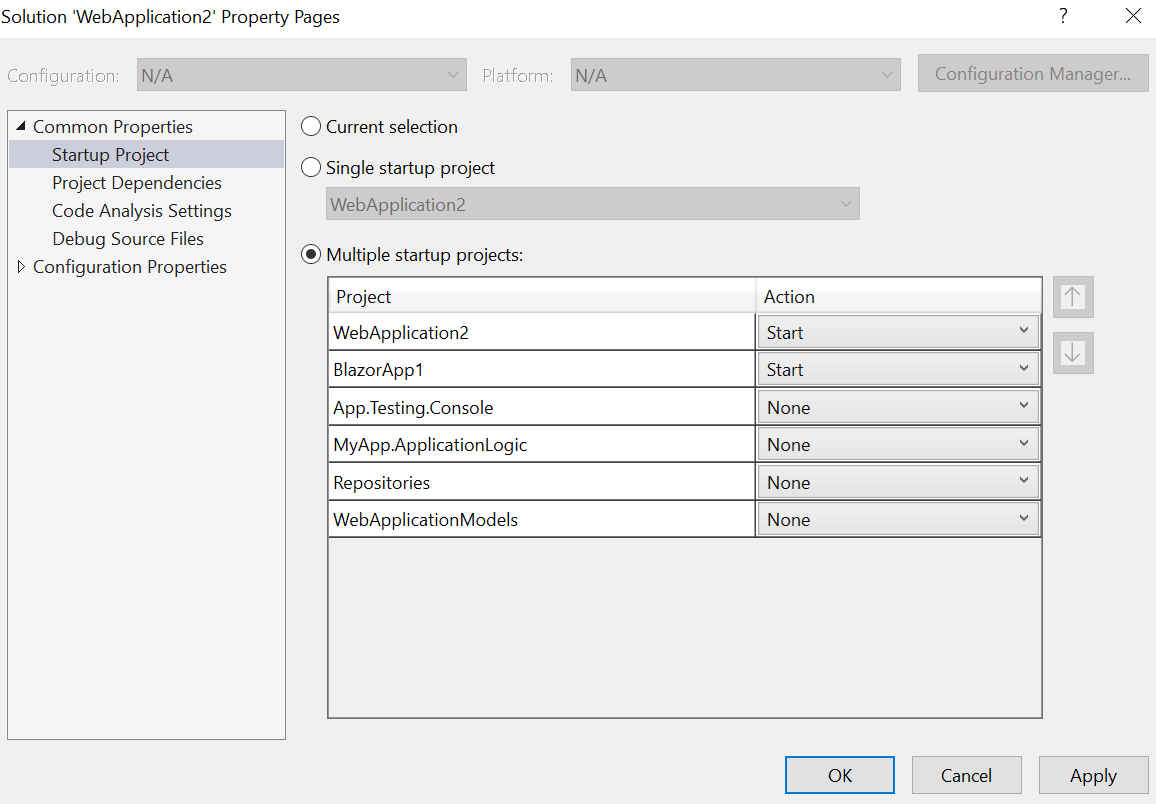 Solution 'WebApplication2' Property Pages ?
Configuration: N/A Platform: N/A Configuration Manager...
Common Properties
Startup Project
Project Dependencies
Code Analysis Settings
Debug Source Files
Configuration Properties
Current selection
Single startup project
WebApplication2
Multiple startup projects:
Project Action
WebApplication2 Start
BlazorApp1 Start
App.Testing.Console None
MyApp.ApplicationLogic None
Repositories None
WebApplicationModels None
OK Cancel Apply